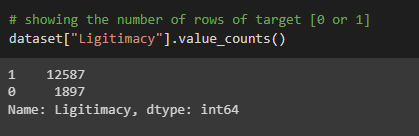 # showing the number of rows of target [0 or 1]
dataset["Ligitimacy"].value_counts()
1    12587
0     1897
Name: Ligitimacy, dtype: int64